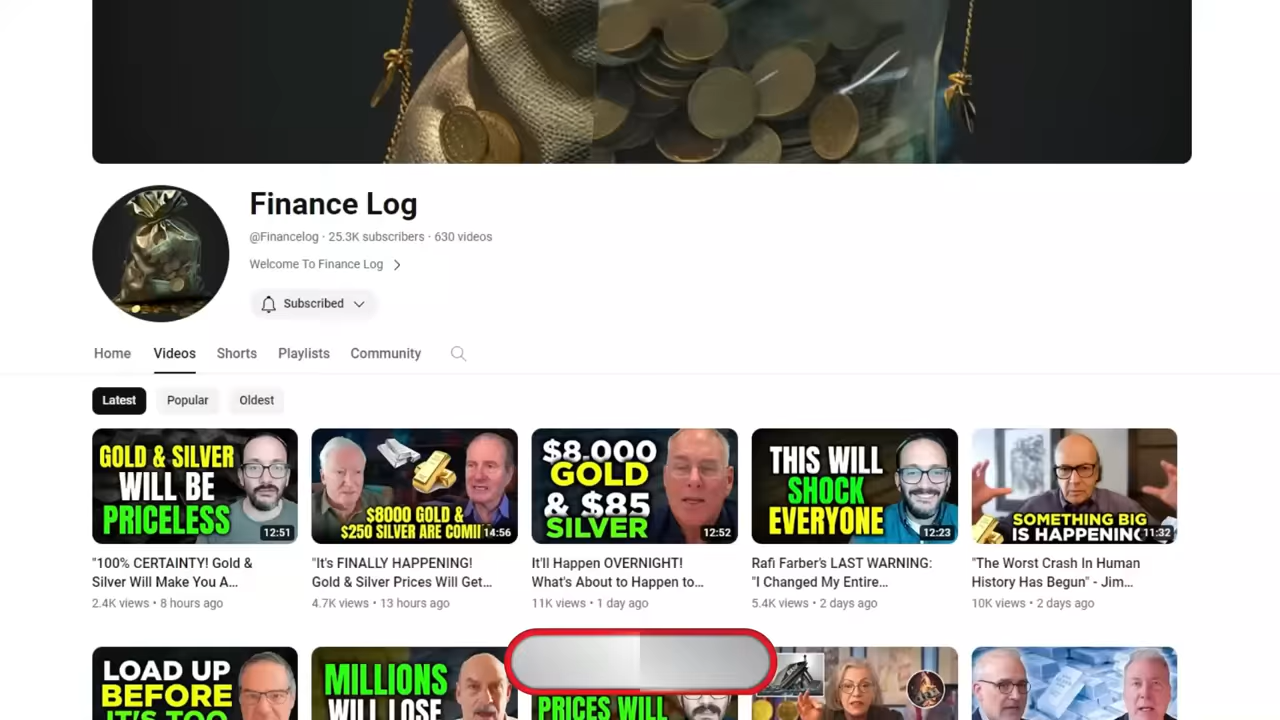 Finance Log
@Financelog · 25.3K subscribers · 630 videos
Welcome To Finance Log
Subscribed
Home Videos Shorts Playlists Community
Latest Popular Oldest
GOLD & SILVER
WILL BE
PRICELESS
12:51
$8000 GOLD &
$250 SILVER ARE
14:56
$8.000
GOLD
& $85
SILVER
12:52
THIS WILL
SHOCK
EVERYONE
12:23
SOMETHING BIG
IS HAPPENING
11:32
"100% CERTAINTY! Gold &
Silver Will Make You A...
2.4K views • 8 hours ago
"It's FINALLY HAPPENING!
Gold & Silver Prices Will Get...
4.7K views • 13 hours ago
It'll Happen OVERNIGHT!
What's About to Happen to...
11K views • 1 day ago
Rafi Farber's LAST WARNING:
"I Changed My Entire...
5.4K views • 2 days ago
"The Worst Crash In Human
History Has Begun" - Jim...
10K views • 2 days ago
LOAD UP
BEFORE
IT'S TOO
MILLIONS
WILL LOSE
PRICES WILL